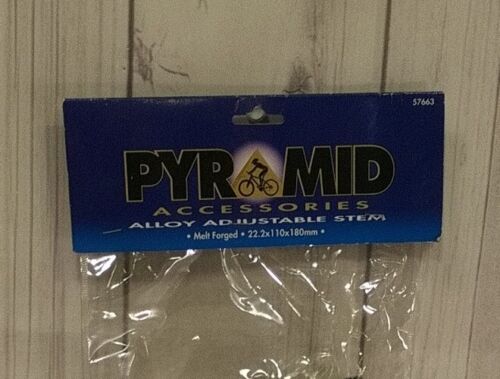 57663
PYRAMID
ACCESSORIES
ALLOY ADJUSTABLE STEM
• Melt Forged • 22.2x110x180mm •